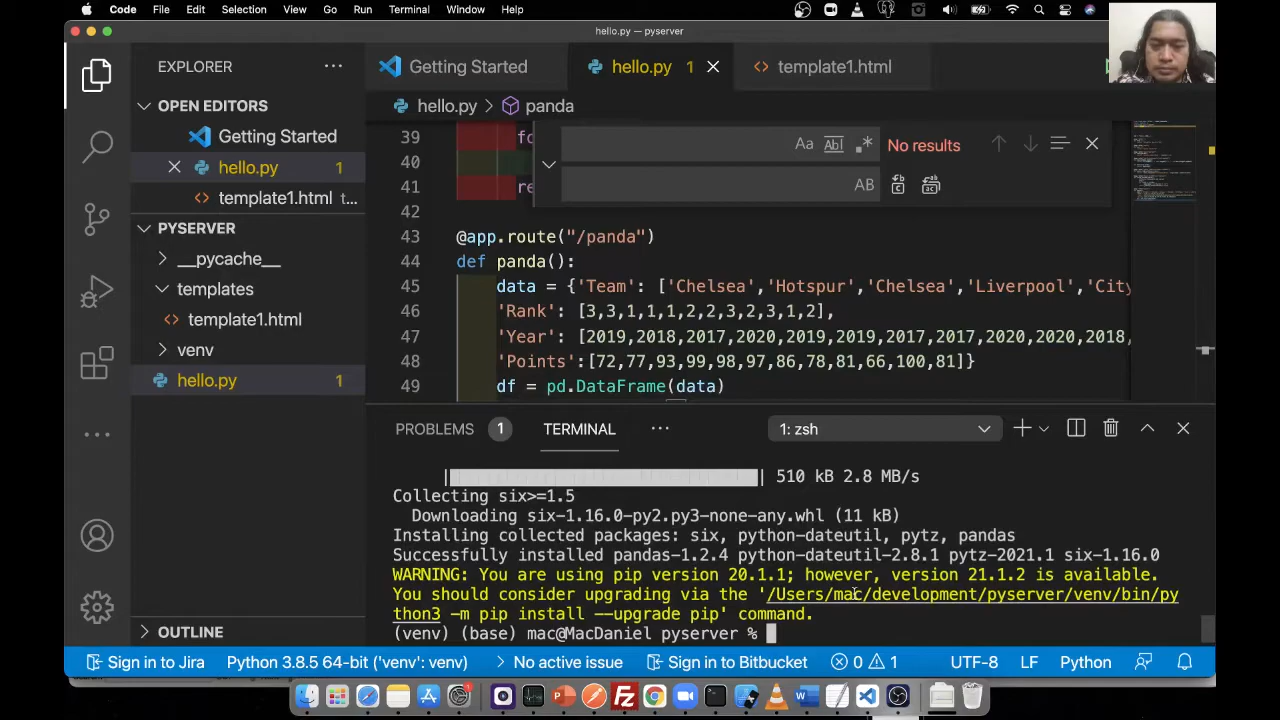 Code File Edit Selection View Go Run Terminal Window Help
hello.py — pyserver
EXPLORER
Getting Started
hello.py 1
template1.html
OPEN EDITORS
hello.py > panda
Getting Started
hello.py 1
template1.html t...
PYSERVER
__pycache__
templates
template1.html
venv
hello.py 1
OUTLINE
Aa Abl .*
No results
AB
39 fo
40
41 re
42
43 @app.route("/panda")
44 def panda():
45 data = {'Team': ['Chelsea','Hotspur','Chelsea','Liverpool','City
46 'Rank': [3,3,1,1,1,2,2,3,2,3,1,2],
47 'Year': [2019,2018,2017,2020,2019,2019,2017,2017,2020,2020,2018,
48 'Points':[72,77,93,99,98,97,86,78,81,66,100,81]}
49 df = pd.DataFrame(data)
PROBLEMS 1 TERMINAL ... 1: zsh
| | 510 kB 2.8 MB/s
Collecting six>=1.5
Downloading six-1.16.0-py2.py3-none-any.whl (11 kB)
Installing collected packages: six, python-dateutil, pytz, pandas
Successfully installed pandas-1.2.4 python-dateutil-2.8.1 pytz-2021.1 six-1.16.0
WARNING: You are using pip version 20.1.1; however, version 21.1.2 is available.
You should consider upgrading via the '/Users/mac/development/pyserver/venv/bin/py
thon3 -m pip install --upgrade pip' command.
(venv) (base) mac@MacDaniel pyserver %
Sign in to Jira Python 3.8.5 64-bit ('venv': venv) No active issue Sign in to Bitbucket 0 1 UTF-8 LF Python